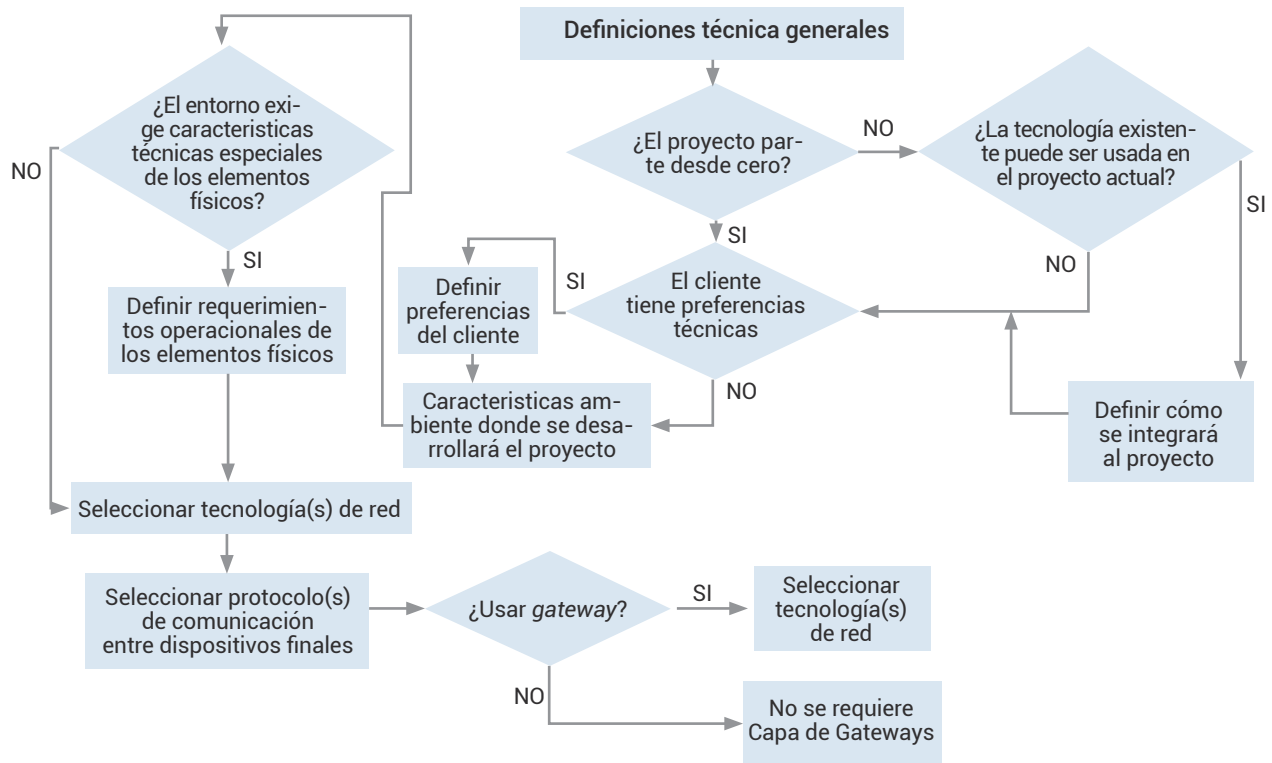 Definiciones técnica generales
¿El proyecto par-
te desde cero?
NO
¿La tecnología existen-
te puede ser usada en
el proyecto actual?
SI
NO
SI
Definir cómo
se integrará
al proyecto
El cliente
tiene preferencias
técnicas
SI
NO
Definir
preferencias
del cliente
Caracteristicas am-
biente donde se desa-
rrollará el proyecto
¿El entorno exi-
ge caracteristicas
técnicas especiales
de los elementos
físicos?
NO
SI
Definir requerimien-
tos operacionales de
los elementos físicos
Seleccionar tecnología(s) de red
Seleccionar protocolo(s)
de comunicación
entre dispositivos finales
¿Usar gateway?
SI
Seleccionar
tecnología(s)
de red
NO
No se requiere
Capa de Gateways